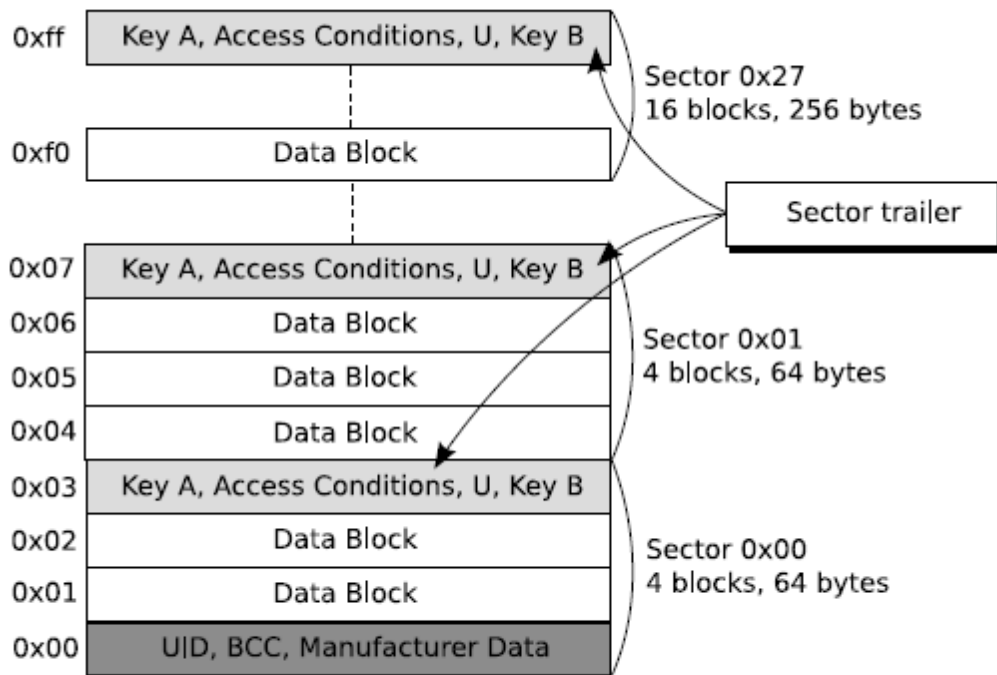 0xff
Key A, Access Conditions, U, Key B
Sector 0x27
16 blocks, 256 bytes
0xf0
Data Block
Sector trailer
0x07
Key A, Access Conditions, U, Key B
0x06
Data Block
Sector 0x01
4 blocks, 64 bytes
0x05
Data Block
0x04
Data Block
0x03
Key A, Access Conditions, U, Key B
0x02
Data Block
Sector 0x00
4 blocks, 64 bytes
0x01
Data Block
0x00
UID, BCC, Manufacturer Data